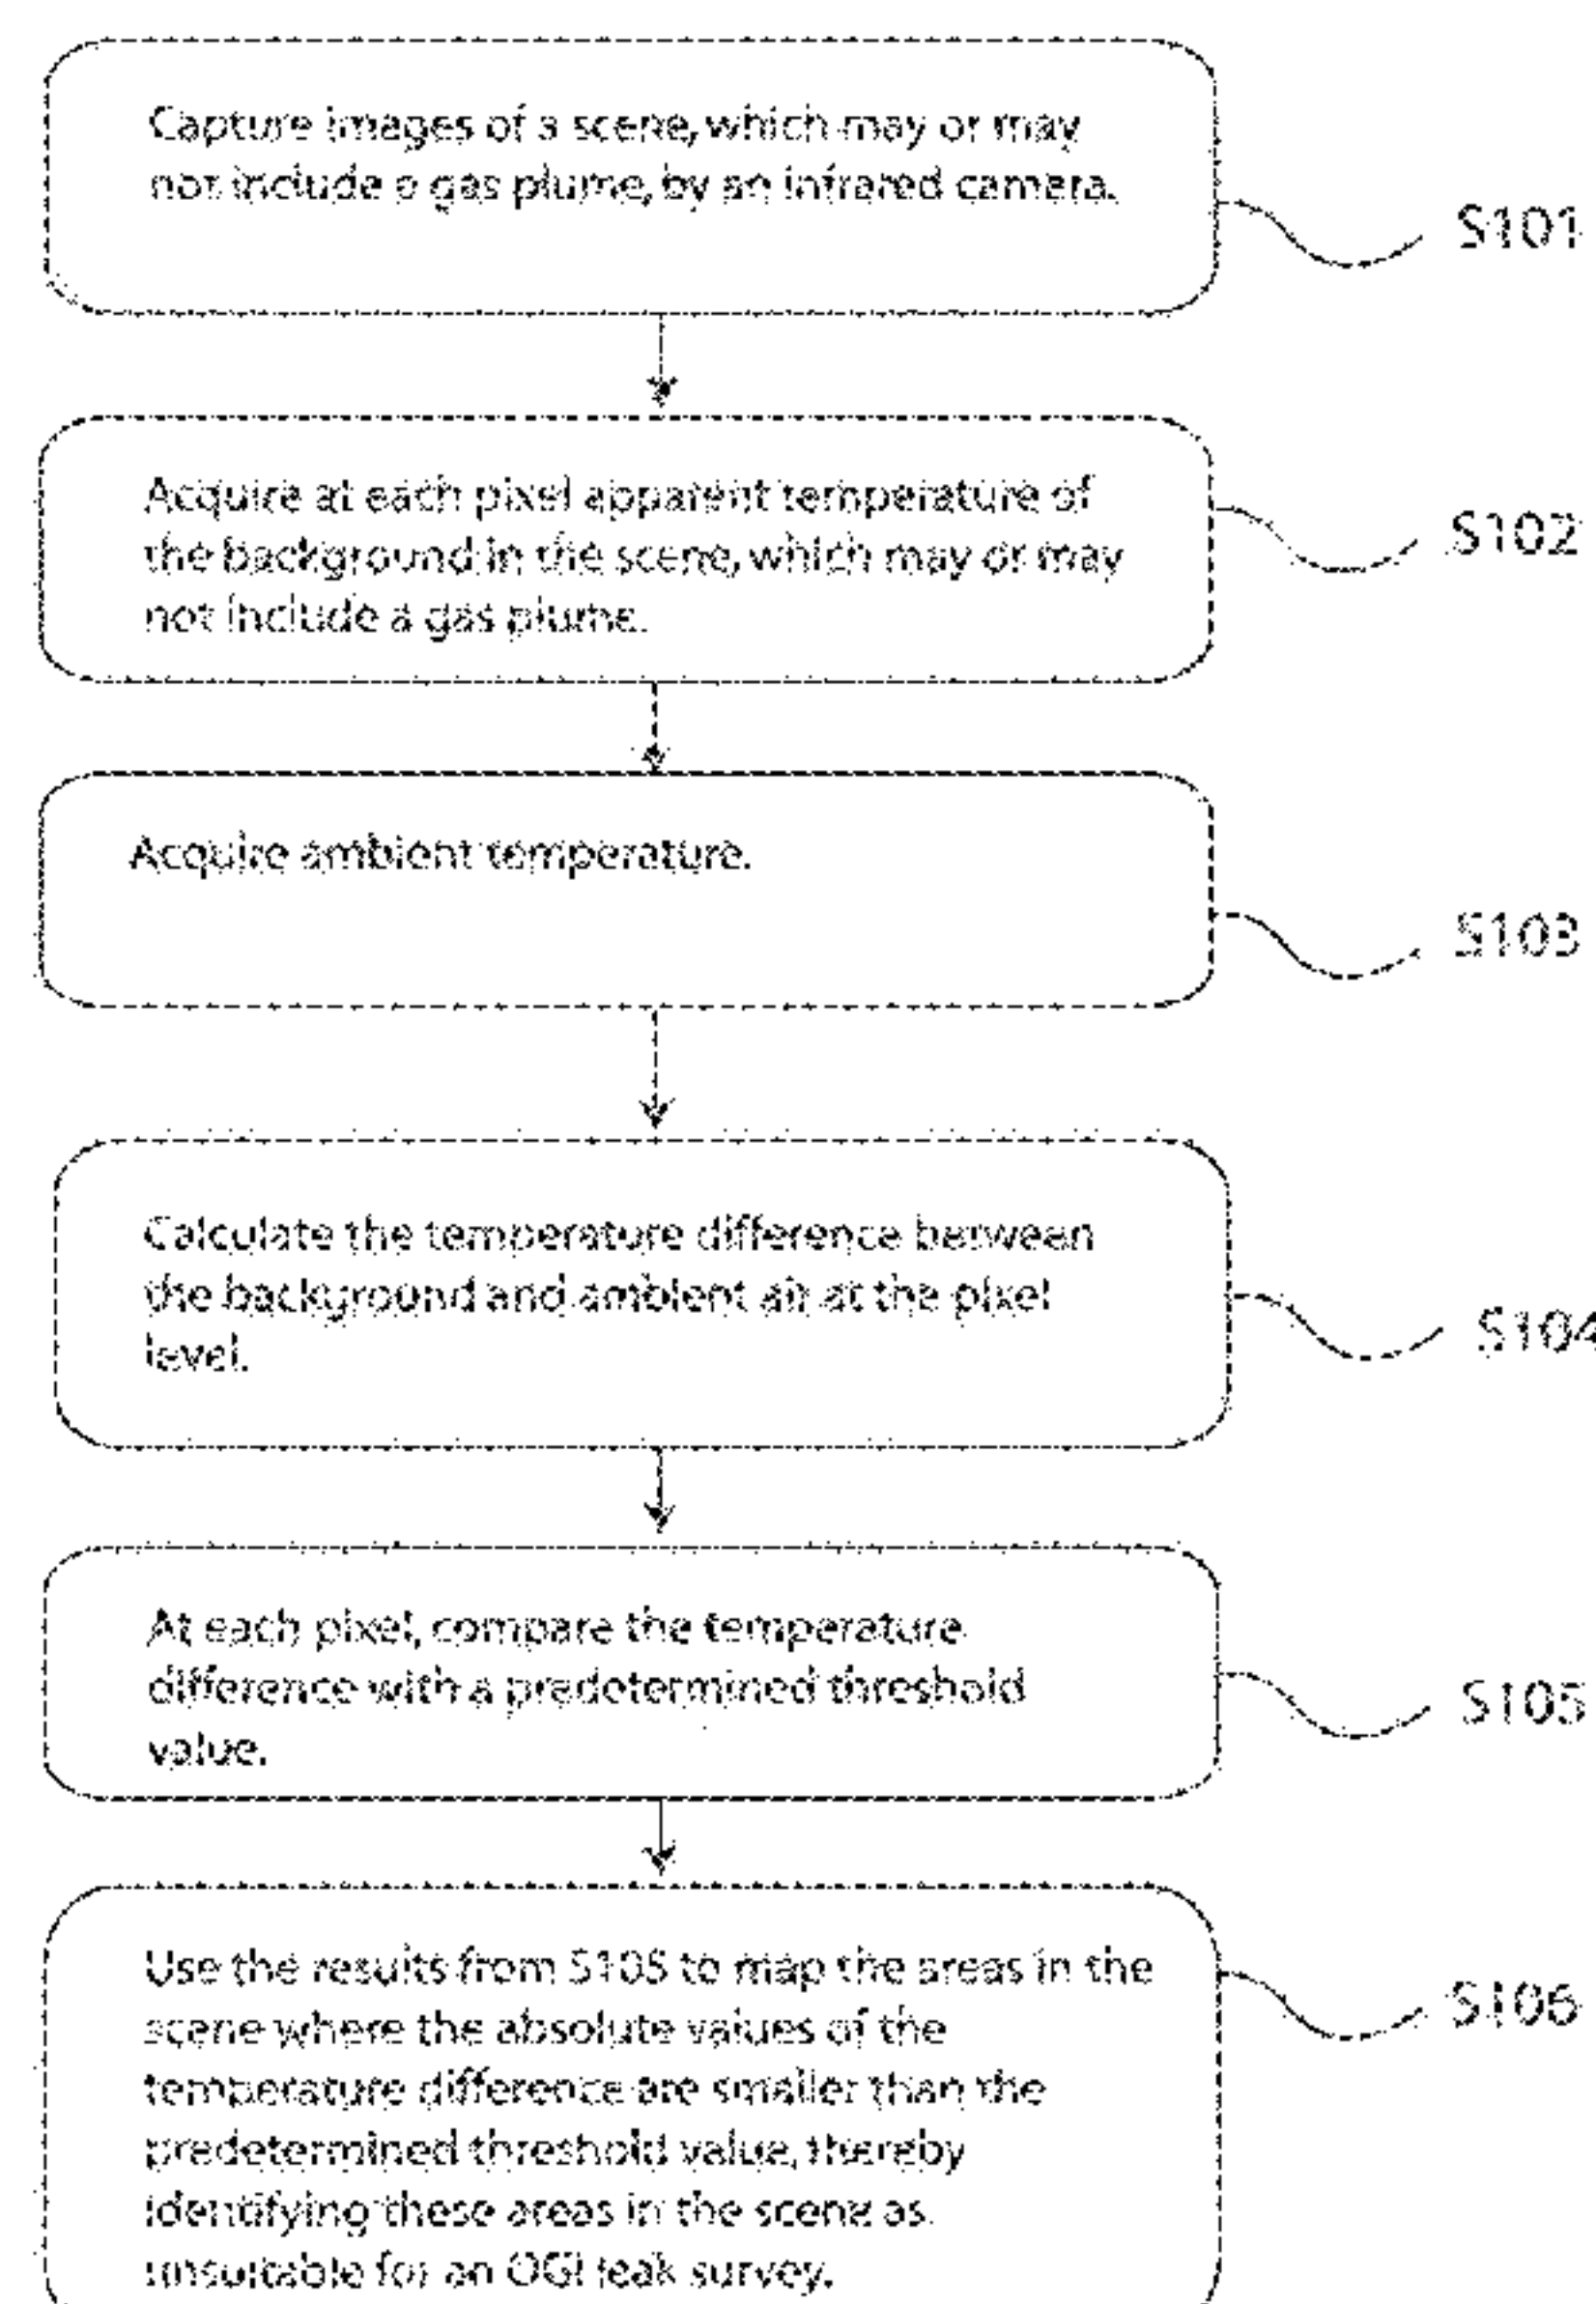 Capture images of a scene, which may or may
not include a gas plume, by an infrared camera.
S101
Acquire at each pixel apparent temperature of
the background in the scene, which may or may
not include a gas plume.
S102
Acquire ambient temperature.
S103
Calculate the temperature difference between
the background and ambient air at the pixel
level.
S104
At each pixel, compare the temperature
difference with a predetermined threshold
value.
S105
Use the results from S105 to map the areas in the
scene where the absolute values of the
temperature difference are smaller than the
predetermined threshold value, thereby
identifying these areas in the scene as
unsuitable for an OGI leak survey.
S106